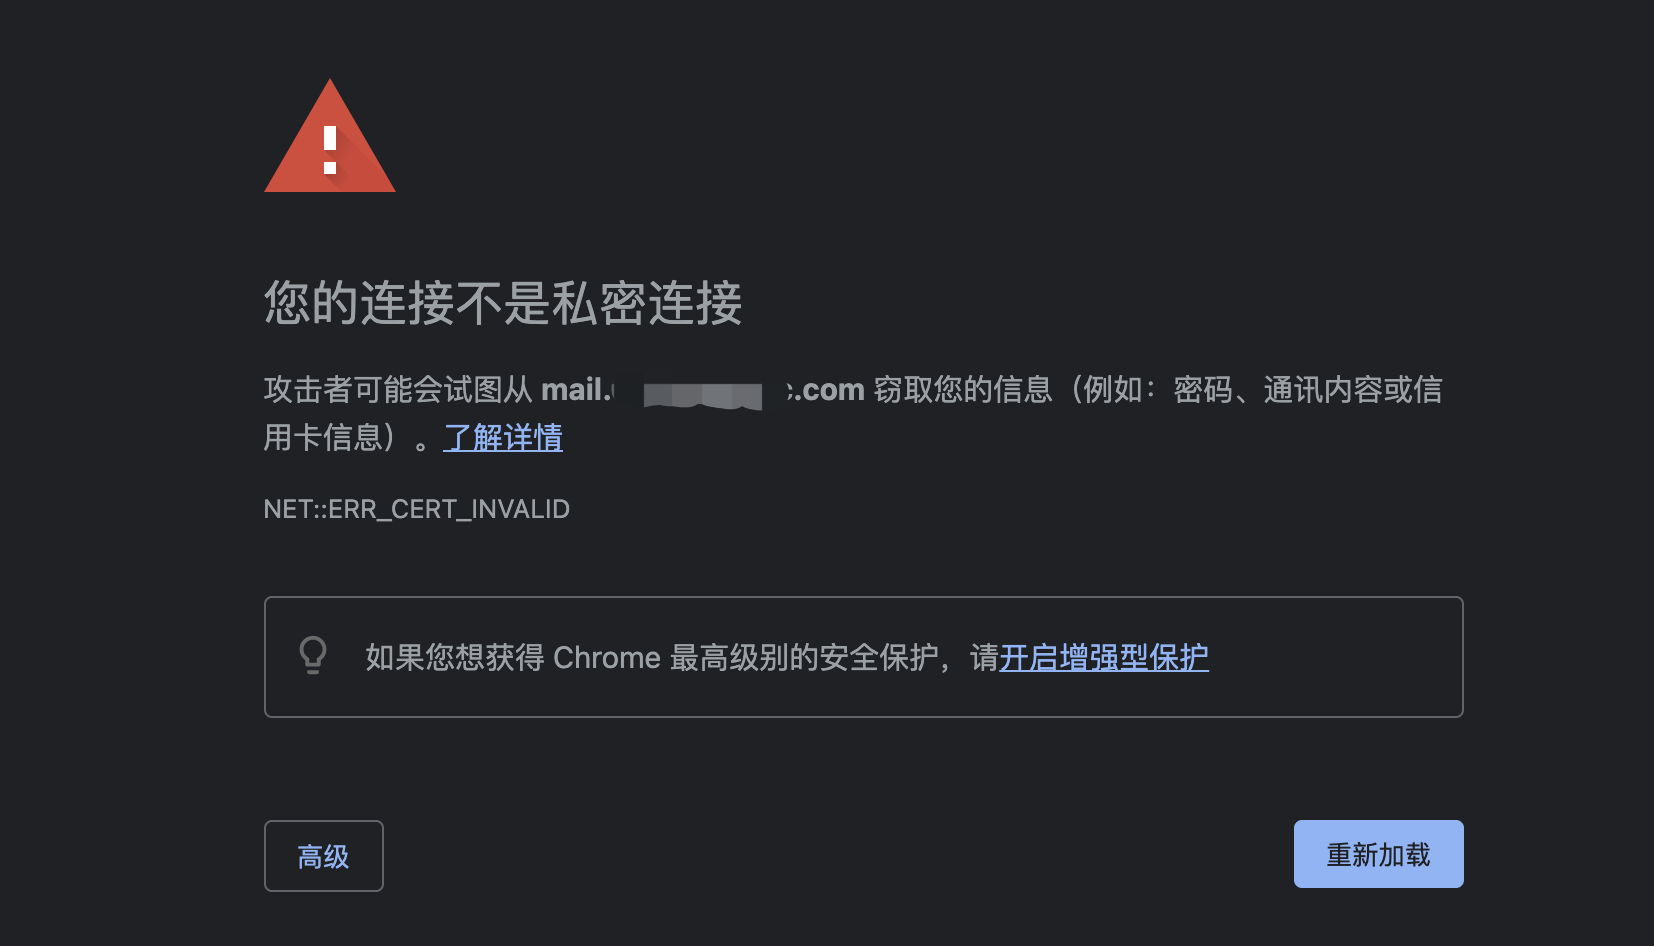 您的连接不是私密连接
攻击者可能会试图从 mail. .com 窃取您的信息（例如：密码、通讯内容或信
用卡信息）。了解详情
NET::ERR_CERT_INVALID
如果您想获得 Chrome 最高级别的安全保护，请开启增强型保护
高级
重新加载